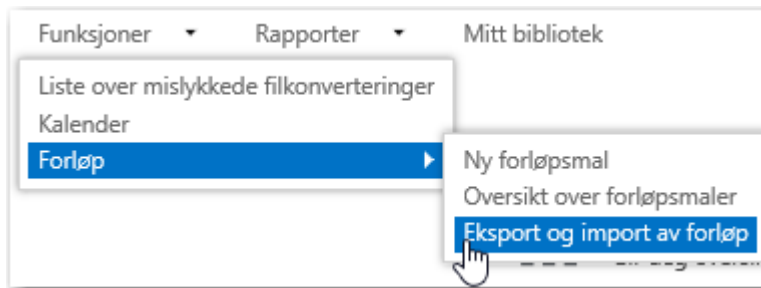 Funksjoner Rapporter Mitt bibliotek
Liste over mislykkede filkonverteringer
Kalender
Forløp
Ny forløpsmal
Oversikt over forløpsmaler
Eksport og import av forløp